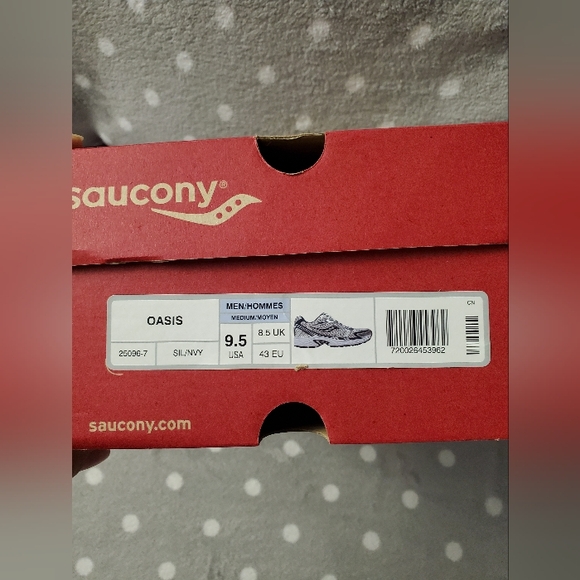 saucony®
OASIS
MEN/HOMMES
MEDIUM/MOYEN
25096-7
SIL/NVY
9.5
USA
8.5 UK
43 EU
CN
720026453962
saucony.com